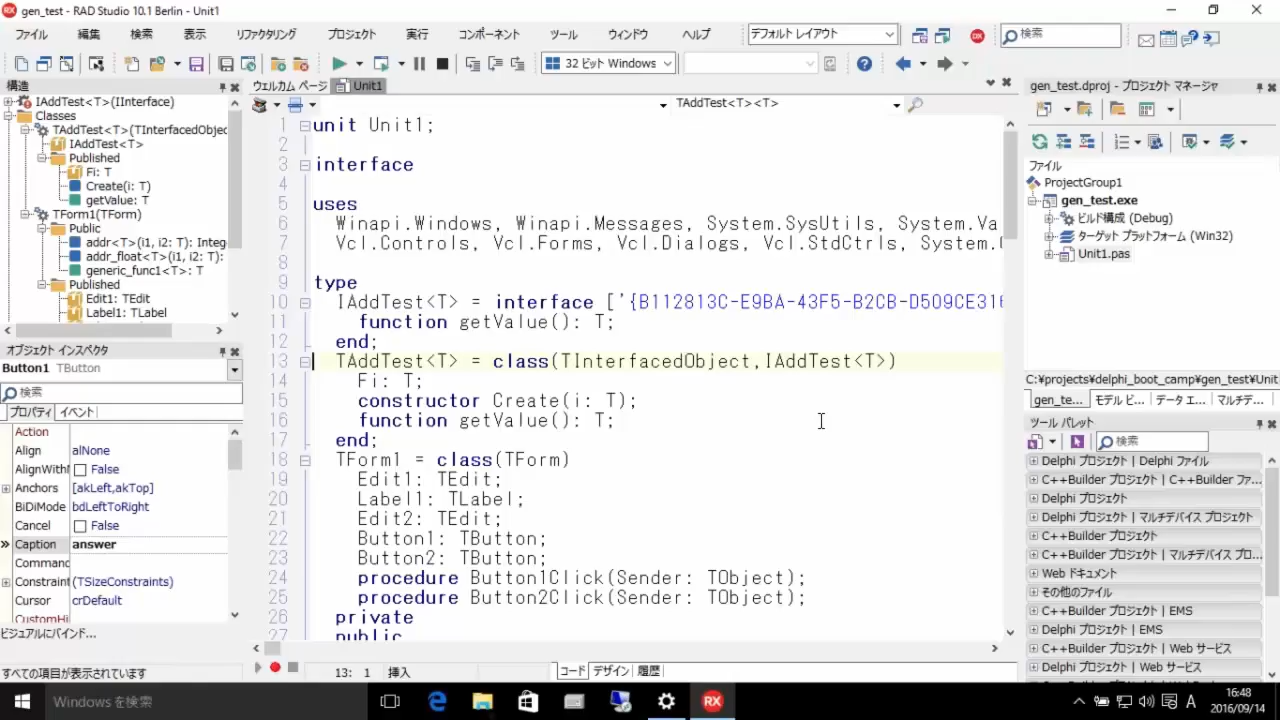 gen_test - RAD Studio 10.1 Berlin - Unit1
ファイル 編集 検索 表示 リファクタリング プロジェクト 実行 コンポーネント ツール ウィンドウ ヘルプ
デフォルト レイアウト
検索
32 ビット Windows
構造
IAddTest<T>(IInterface)
Classes
TAddTest<T>(TInterfacedObjec
IAddTest<T>
Published
Fi: T
Create(i: T)
getValue: T
TForm1(TForm)
Public
addr<T>(i1, i2: T): Integ
addr_float<T>(i1, i2: T):
generic_func1<T>: T
Published
Edit1: TEdit
Label1: TLabel
オブジェクト インスペクタ
Button1 TButton
検索
プロパティ イベント
Action
Align alNone
AlignWithM False
Anchors [akLeft,akTop]
BiDiMode bdLeftToRight
Cancel False
Caption answer
Command
Constraint (TSizeConstraints)
Cursor crDefault
CustomHi
ビジュアルにバインド...
すべての項目が表示されています
ウェルカム ページ Unit1
TAddTest<T><T>
1 unit Unit1;
2
3 interface
4
5 uses
6 Winapi.Windows, Winapi.Messages, System.SysUtils, System.Va
7 Vcl.Controls, Vcl.Forms, Vcl.Dialogs, Vcl.StdCtrls, System.G
8
9 type
10 IAddTest<T> = interface ['{B112813C-E9BA-43F5-B2CB-D509CE316
11 function getValue(): T;
12 end;
13 TAddTest<T> = class(TInterfacedObject,IAddTest<T>)
14 Fi: T;
15 constructor Create(i: T);
16 function getValue(): T;
17 end;
18 TForm1 = class(TForm)
19 Edit1: TEdit;
20 Label1: TLabel;
21 Edit2: TEdit;
22 Button1: TButton;
23 Button2: TButton;
24 procedure Button1Click(Sender: TObject);
25 procedure Button2Click(Sender: TObject);
26 private
27 public
13: 1 挿入 コード デザイン 履歴
gen_test.dproj - プロジェクト マネージャ
ファイル
ProjectGroup1
gen_test.exe
ビルド構成 (Debug)
ターゲット プラットフォーム (Win32)
Unit1.pas
C:¥projects¥delphi_boot_camp¥gen_test¥Unit
gen_te... モデル ビ... データ エ... マルチデ...
ツール パレット
検索
Delphi プロジェクト | Delphi ファイル
C++Builder プロジェクト | C++Builder ファ...
Delphi プロジェクト
Delphi プロジェクト | マルチデバイス プロジェクト
C++Builder プロジェクト
C++Builder プロジェクト | マルチデバイス プロ...
Web ドキュメント
その他のファイル
C++Builder プロジェクト | EMS
Delphi プロジェクト | EMS
C++Builder プロジェクト | Web サービス
Delphi プロジェクト | Web サービス
Windows を検索
A
16:48
2016/09/14